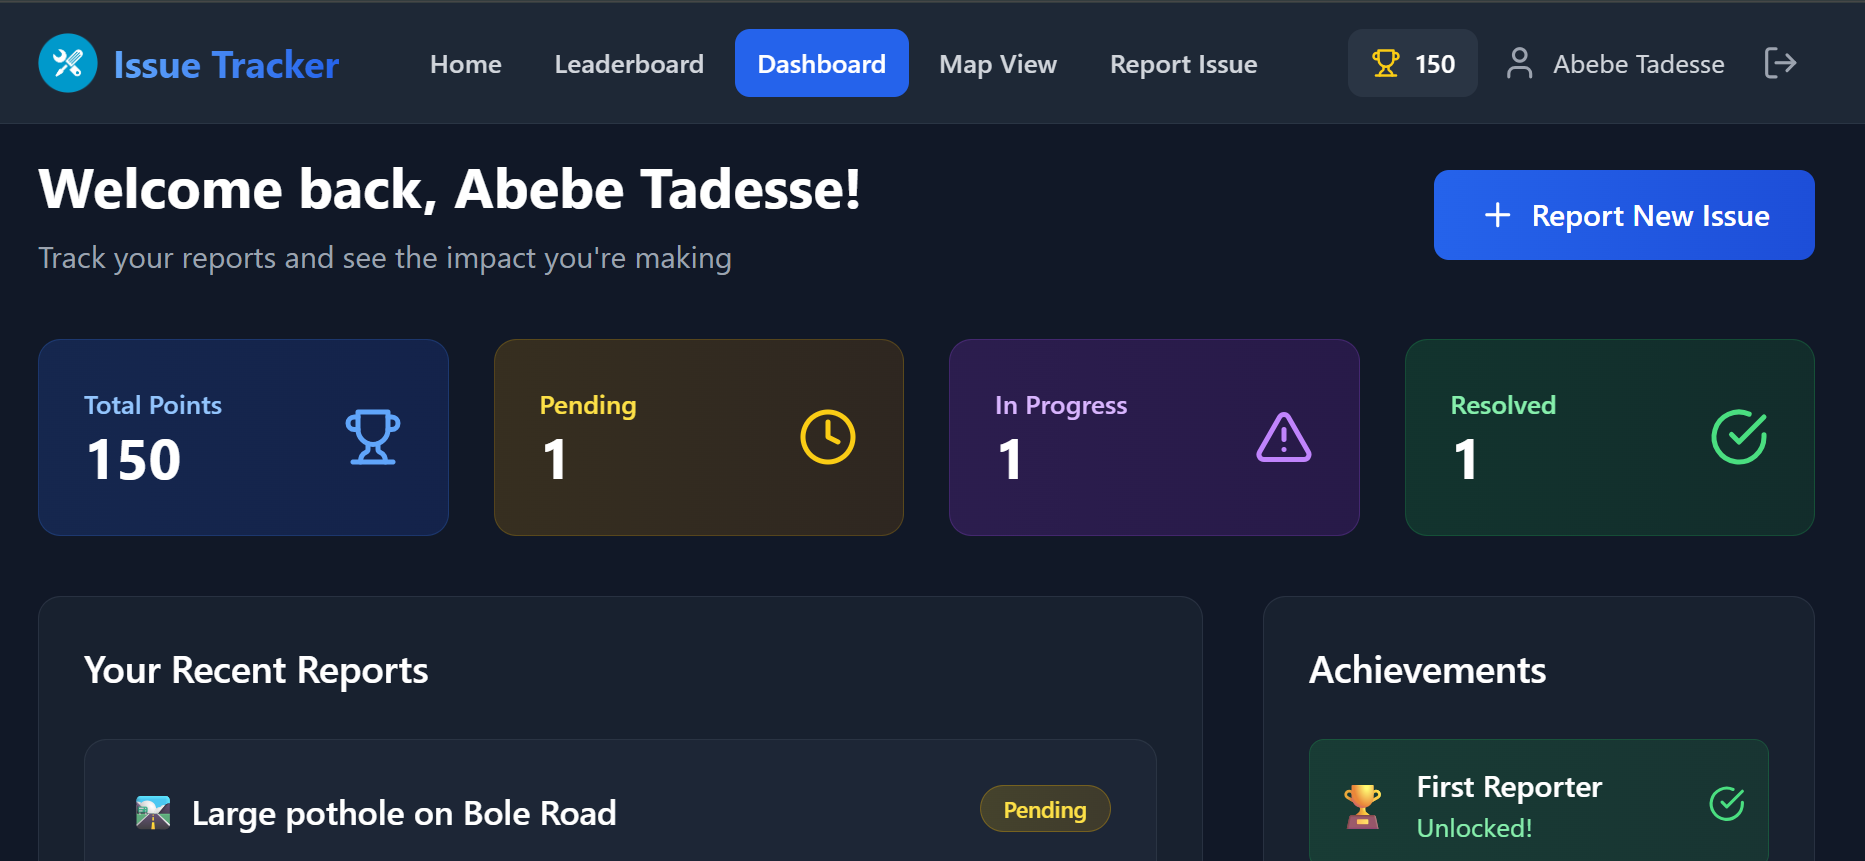 Issue Tracker
Home
Leaderboard
Dashboard
Map View
Report Issue
150
Abebe Tadesse
Welcome back, Abebe Tadesse!
Track your reports and see the impact you're making
+ Report New Issue
Total Points
150
Pending
1
In Progress
1
Resolved
1
Your Recent Reports
Large pothole on Bole Road
Pending
Achievements
First Reporter
Unlocked!